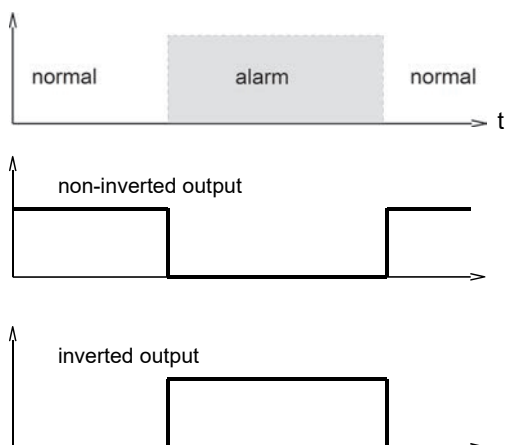 normal alarm normal
t
non-inverted output
inverted output